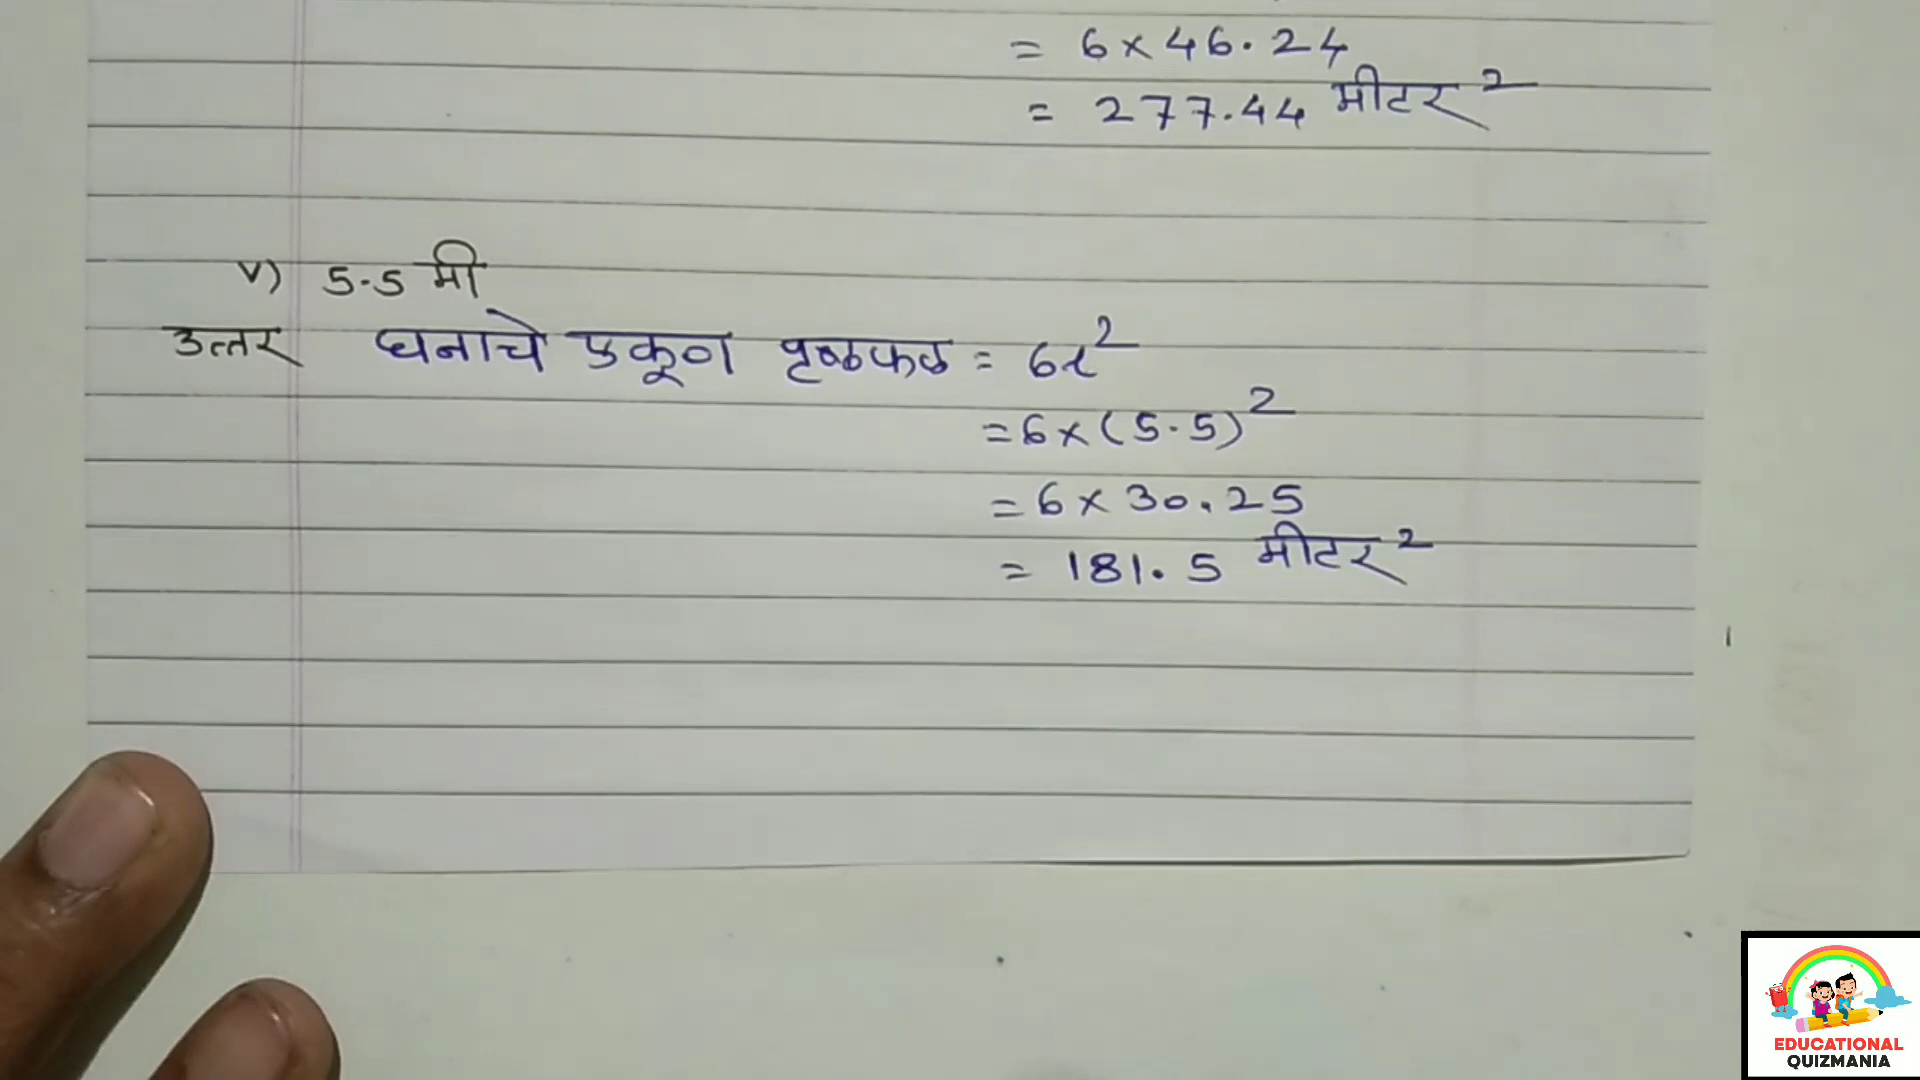 = 6 × 46.24
= 277.44 मीटर²
v) 5.5 मी
उत्तर घनाचे एकूण पृष्ठफळ = 6l²
= 6 × (5.5)²
= 6 × 30.25
= 181.5 मीटर²
EDUCATIONAL
QUIZMANIA